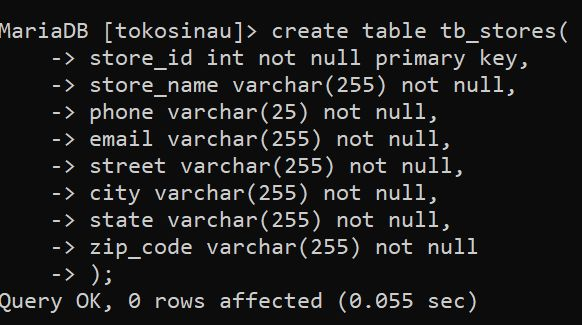 MariaDB [tokosinau]> create table tb_stores(
    -> store_id int not null primary key,
    -> store_name varchar(255) not null,
    -> phone varchar(25) not null,
    -> email varchar(255) not null,
    -> street varchar(255) not null,
    -> city varchar(255) not null,
    -> state varchar(255) not null,
    -> zip_code varchar(255) not null
    -> );
Query OK, 0 rows affected (0.055 sec)